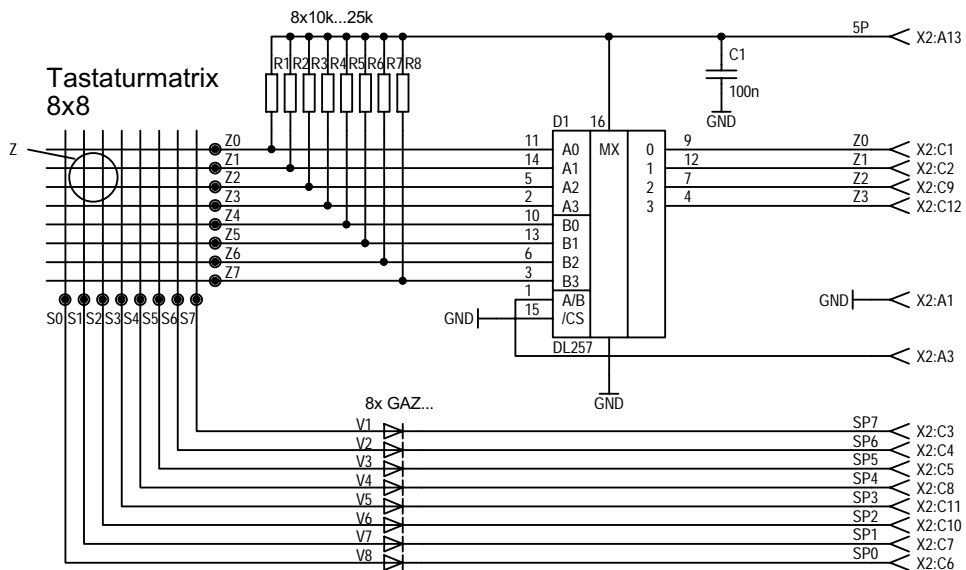 8x10k...25k
5P X2:A13
R1 R2 R3 R4 R5 R6 R7 R8
C1
100n
GND
Tastaturmatrix
8x8
Z
D1 16
Z0 11 A0 MX 0 9 Z0 X2:C1
Z1 14 A1 1 12 Z1 X2:C2
Z2 5 A2 2 7 Z2 X2:C9
Z3 2 A3 3 4 Z3 X2:C12
Z4 10 B0
Z5 13 B1
Z6 6 B2
Z7 3 B3
1 A/B GND X2:A1
S0 S1 S2 S3 S4 S5 S6 S7 GND 15 /CS
DL257 X2:A3
GND
8x GAZ...
V1 SP7 X2:C3
V2 SP6 X2:C4
V3 SP5 X2:C5
V4 SP4 X2:C8
V5 SP3 X2:C11
V6 SP2 X2:C10
V7 SP1 X2:C7
V8 SP0 X2:C6